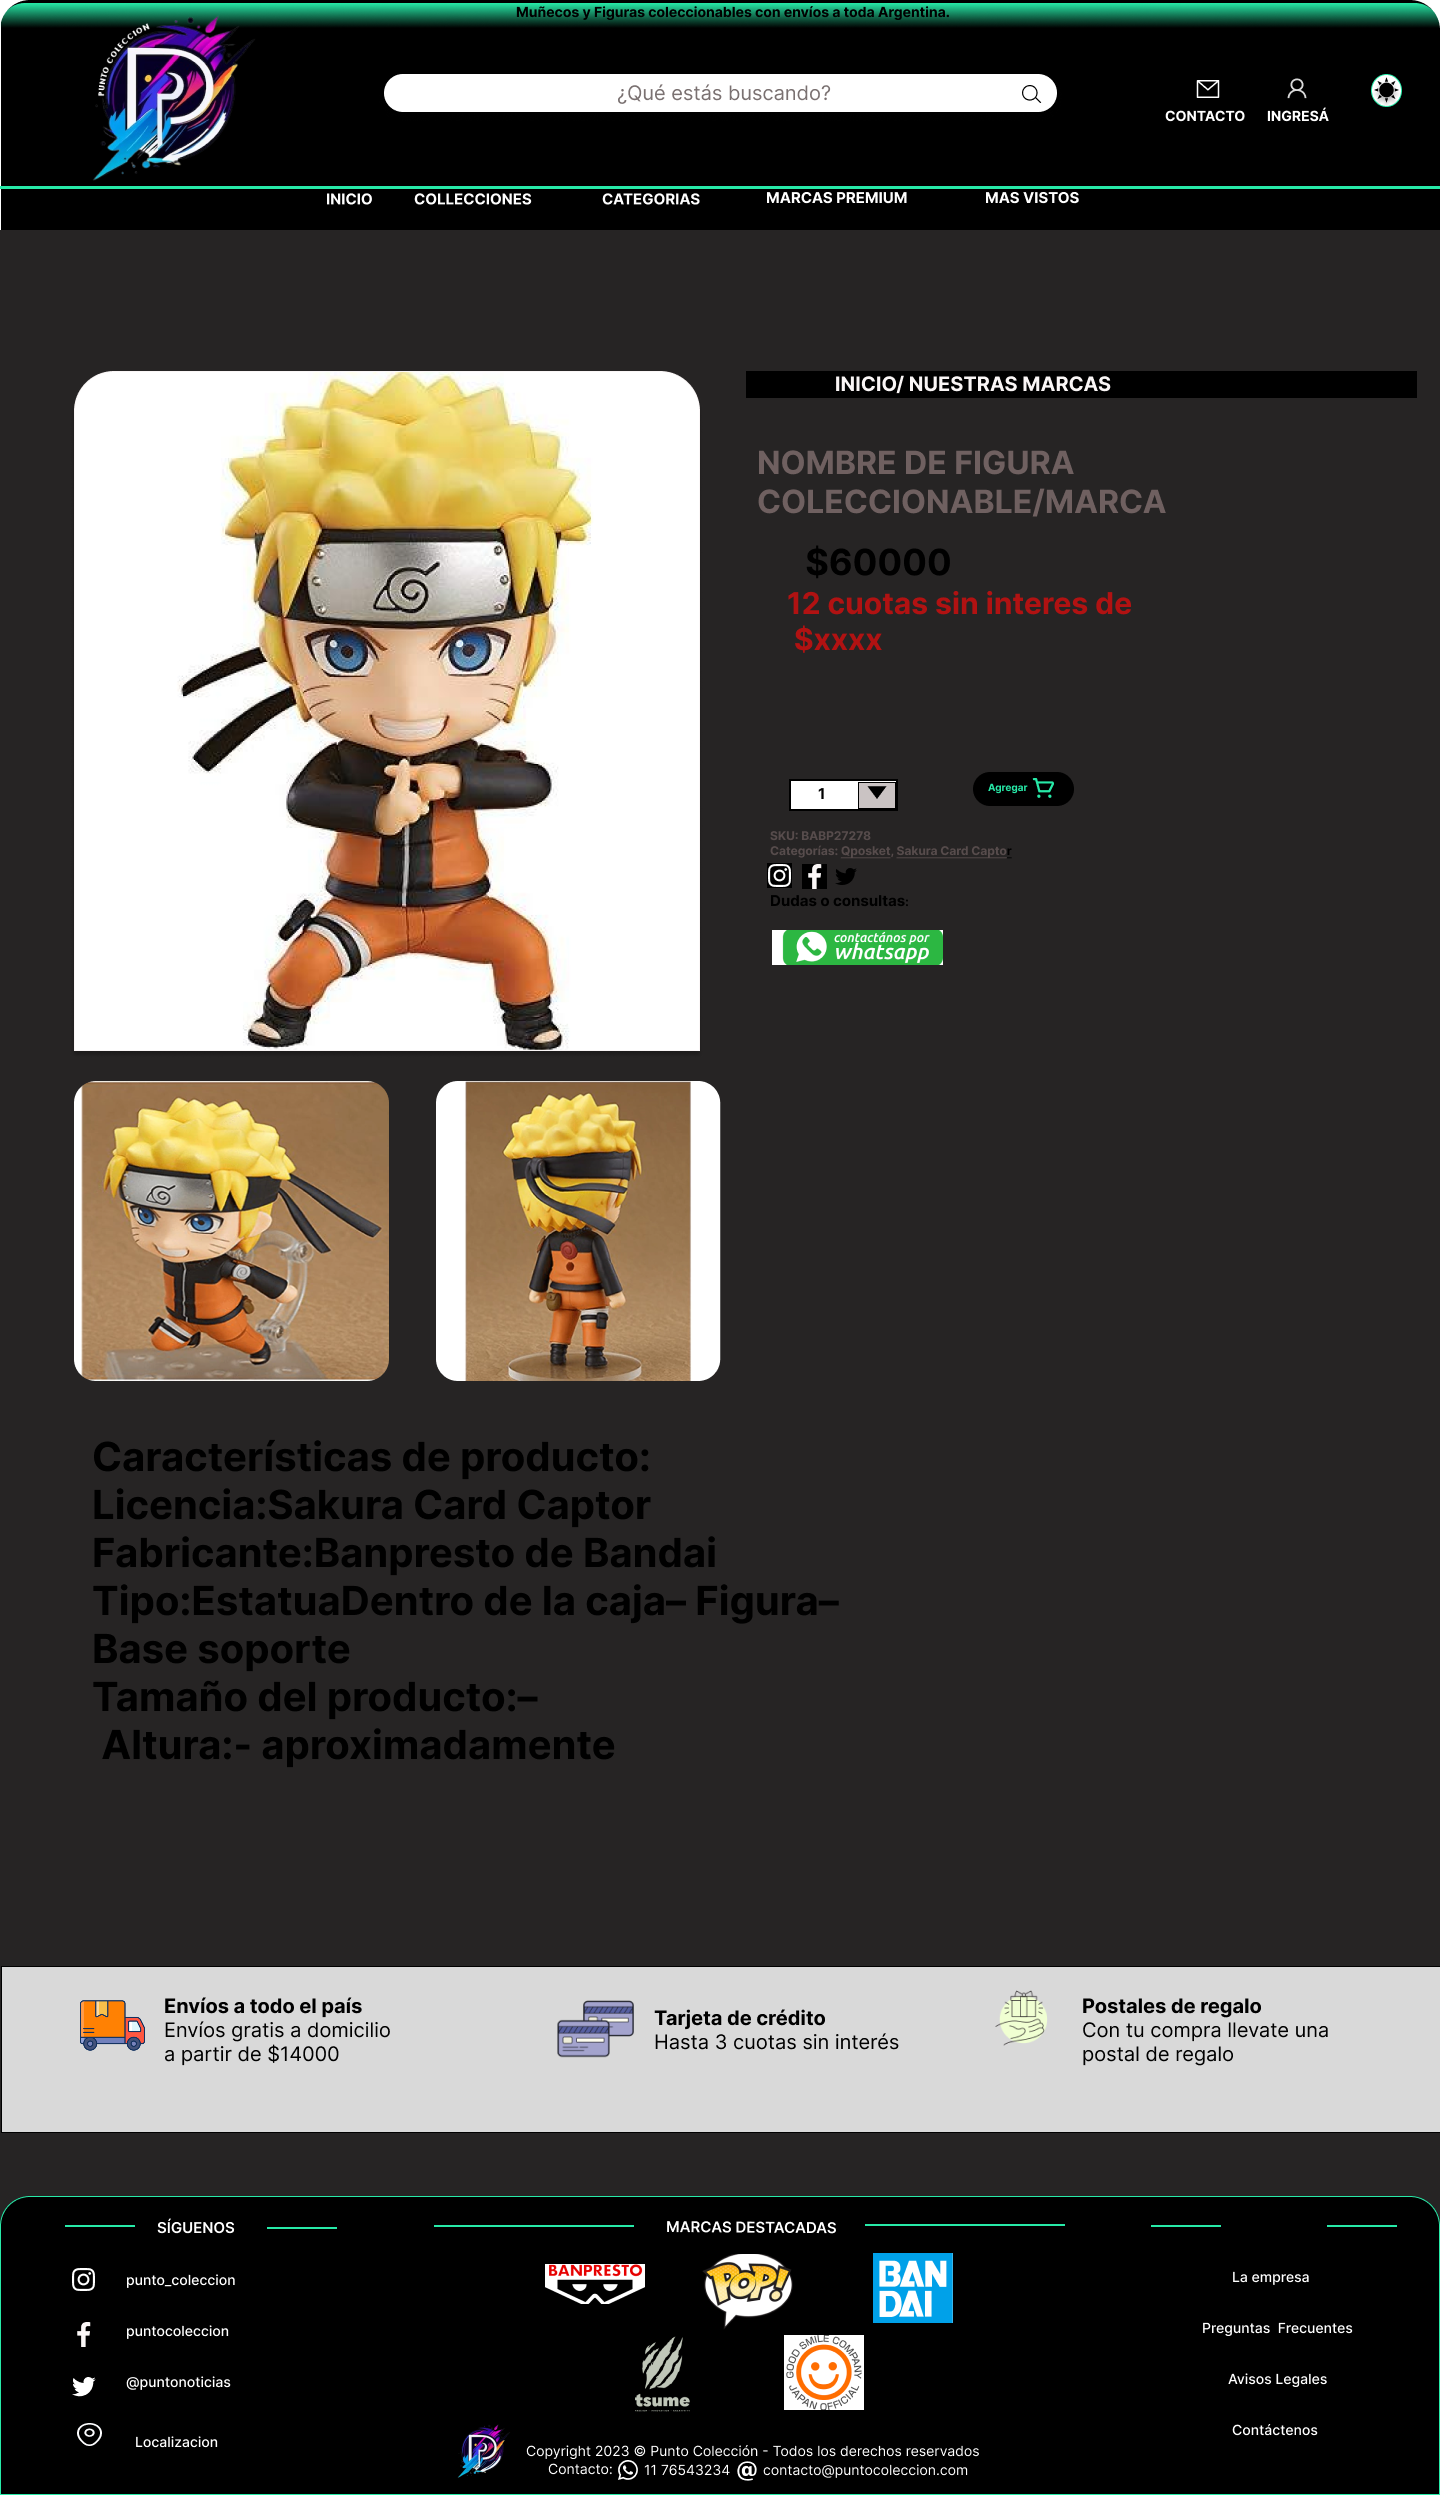 Muñecos y Figuras coleccionables con envíos a toda Argentina.
PUNTO COLECCION
¿Qué estás buscando?
CONTACTO
INGRESÁ
INICIO
COLLECCIONES
CATEGORIAS
MARCAS PREMIUM
MAS VISTOS
INICIO/ NUESTRAS MARCAS
NOMBRE DE FIGURA
COLECCIONABLE/MARCA
$60000
12 cuotas sin interes de
$xxxx
1
Agregar
SKU: BABP27278
Categorías: Qposket, Sakura Card Captor
Dudas o consultas:
contactános por
whatsapp
Características de producto:
Licencia:Sakura Card Captor
Fabricante:Banpresto de Bandai
Tipo:EstatuaDentro de la caja– Figura–
Base soporte
Tamaño del producto:–
Altura:- aproximadamente
Envíos a todo el país
Envíos gratis a domicilio
a partir de $14000
Tarjeta de crédito
Hasta 3 cuotas sin interés
Postales de regalo
Con tu compra llevate una
postal de regalo
SÍGUENOS
punto_coleccion
puntocoleccion
@puntonoticias
Localizacion
MARCAS DESTACADAS
BANPRESTO
POP!
BAN
DAI
tsume
GOOD SMILE COMPANY
JAPAN OFFICIAL
La empresa
Preguntas  Frecuentes
Avisos Legales
Contáctenos
Copyright 2023 © Punto Colección - Todos los derechos reservados
Contacto: 11 76543234 @ contacto@puntocoleccion.com